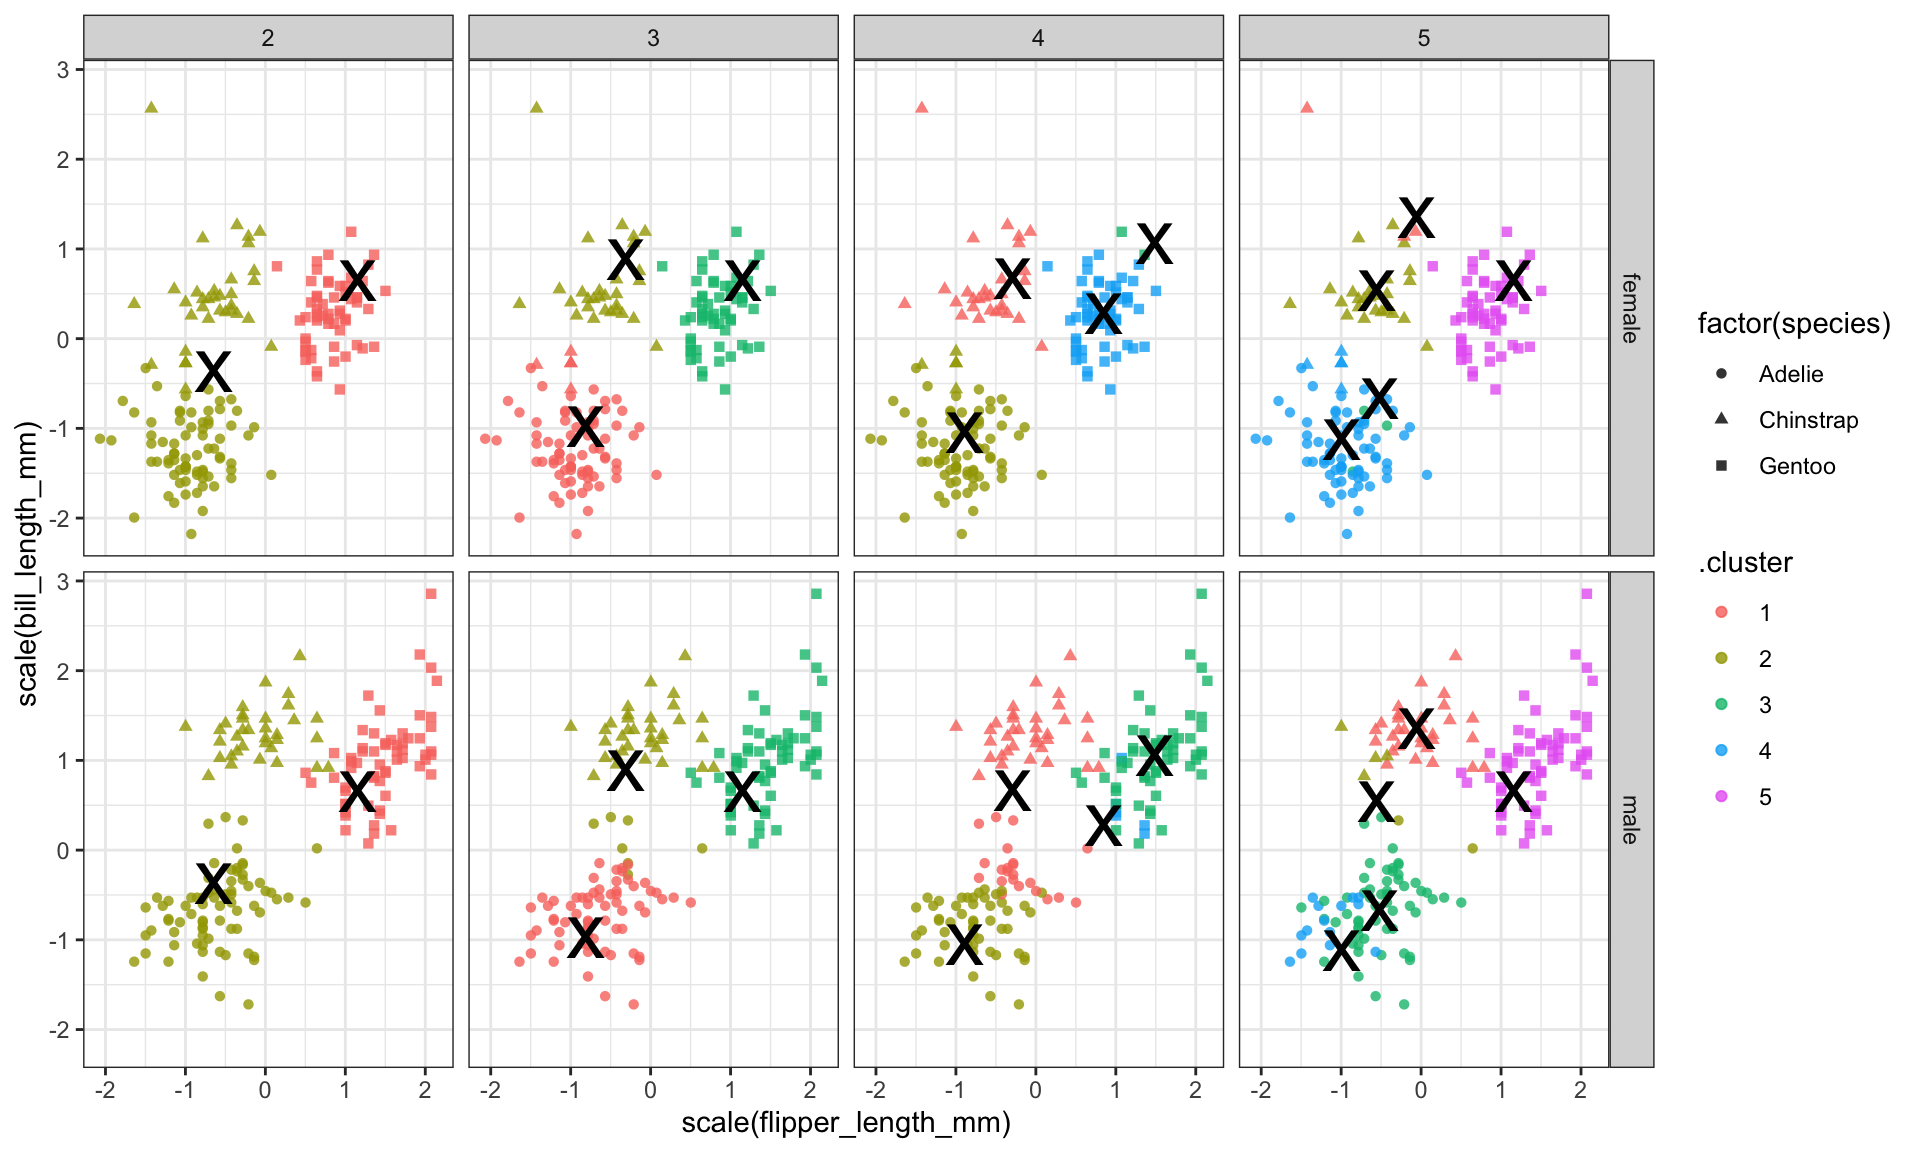 2 3 4 5
3
2
1
0
-1
-2
female
3
2
1
0
-1
-2
male
-2 -1 0 1 2 -2 -1 0 1 2 -2 -1 0 1 2 -2 -1 0 1 2
scale(flipper_length_mm)
scale(bill_length_mm)
factor(species)
Adelie
Chinstrap
Gentoo
.cluster
1
2
3
4
5